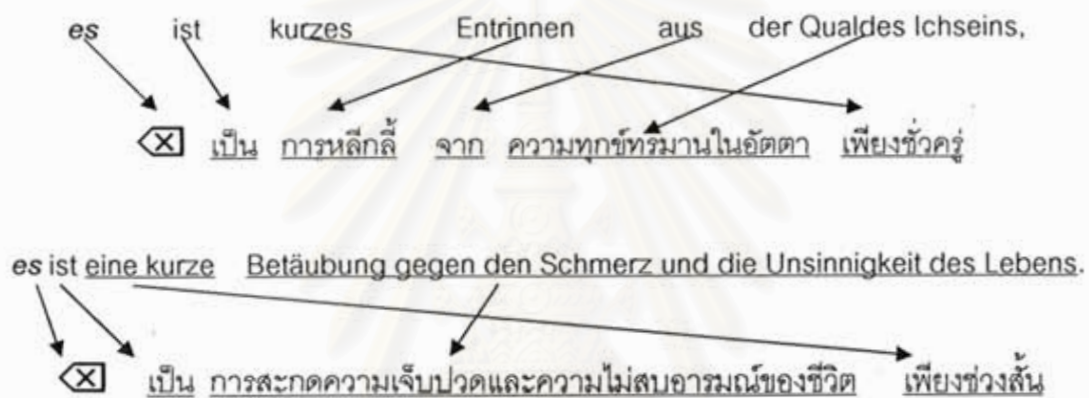 es ist kurzes Entrinnen aus der Qualdes Ichseins,
เป็น การหลีกลี้ จาก ความทุกข์ทรมานในอัตตา เพียงชั่วครู่
es ist eine kurze Betäubung gegen den Schmerz und die Unsinnigkeit des Lebens.
เป็น การสะกดความเจ็บปวดและความไม่สบอารมณ์ของชีวิต เพียงช่วงสั้น